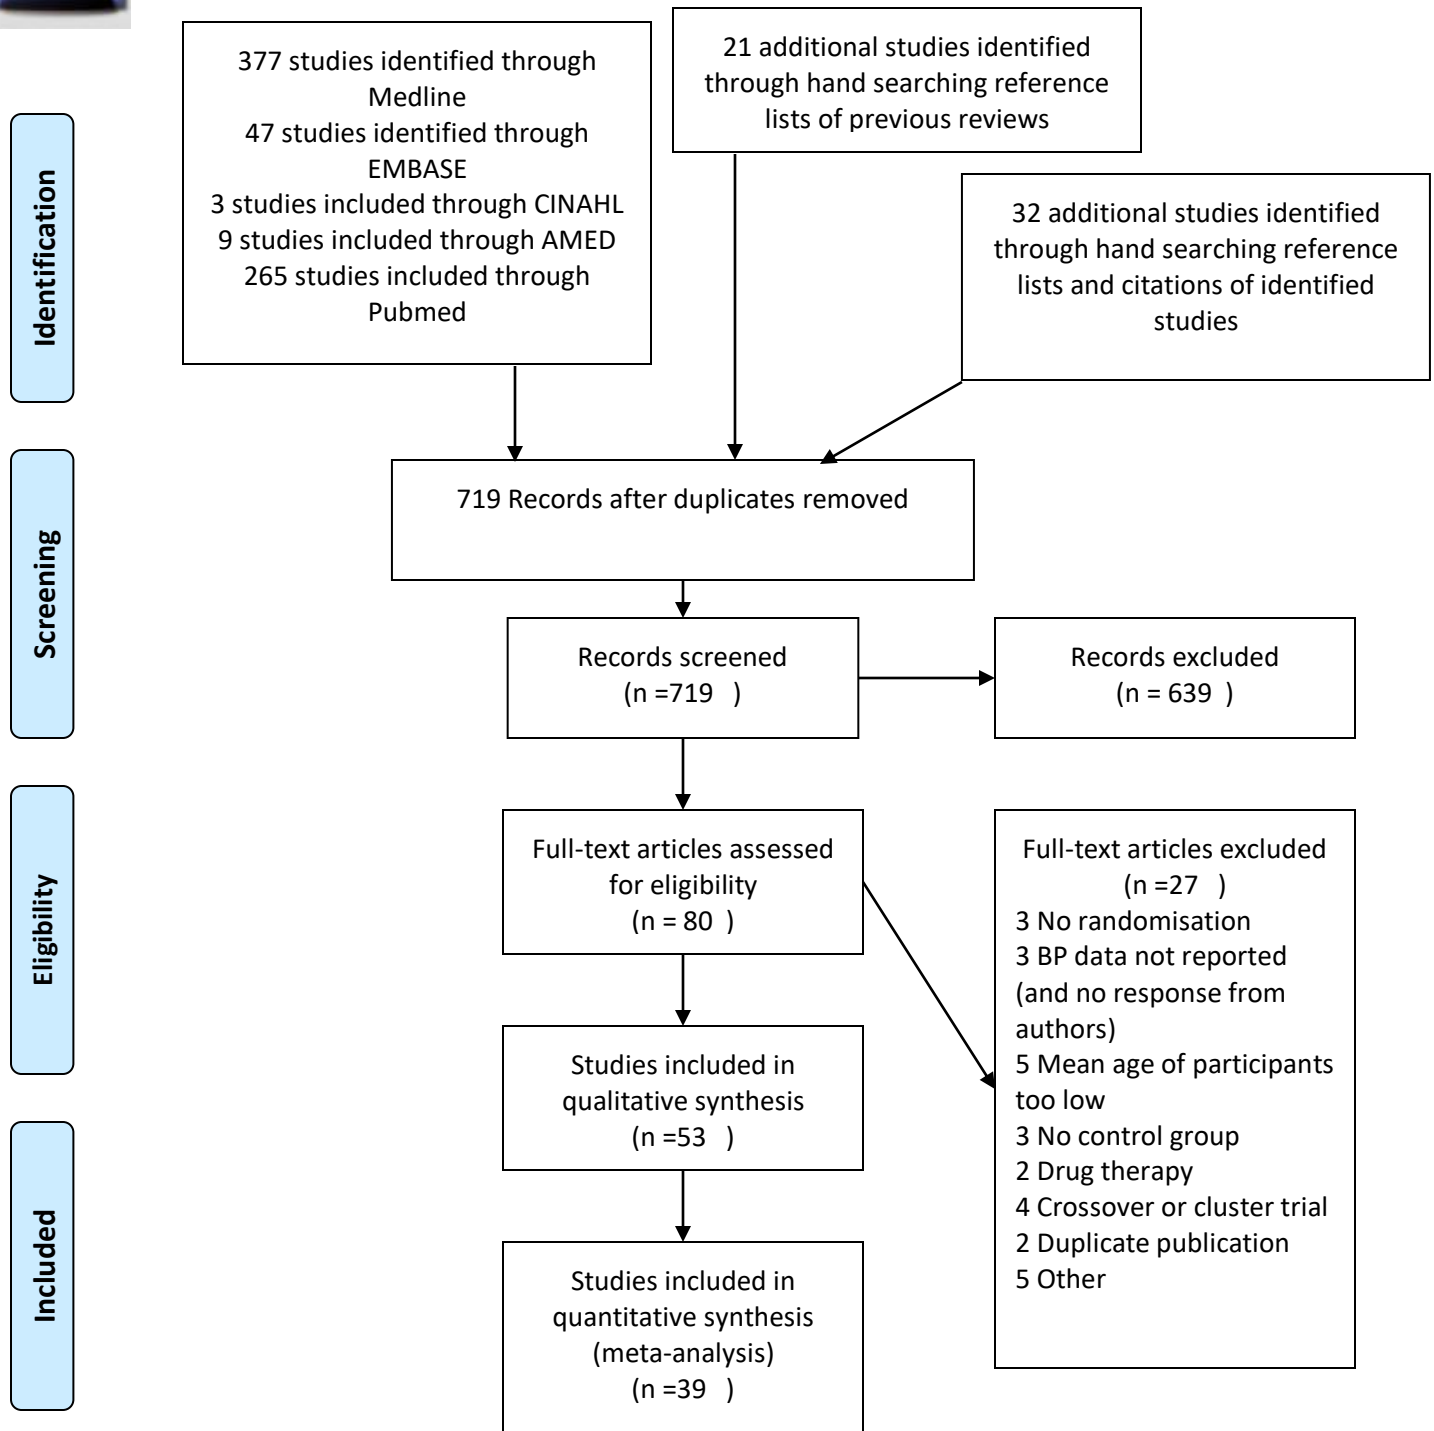 377 studies identified through
Medline
47 studies identified through
EMBASE
3 studies included through CINAHL
9 studies included through AMED
265 studies included through
Pubmed
21 additional studies identified
through hand searching reference
lists of previous reviews
32 additional studies identified
through hand searching reference
lists and citations of identified
studies
Identification
719 Records after duplicates removed
Screening
Records screened
(n =719   )
Records excluded
(n = 639  )
Full-text articles assessed
for eligibility
(n = 80   )
Eligibility
Full-text articles excluded
(n =27   )
3 No randomisation
3 BP data not reported
(and no response from
authors)
5 Mean age of participants
too low
3 No control group
2 Drug therapy
4 Crossover or cluster trial
2 Duplicate publication
5 Other
Studies included in
qualitative synthesis
(n =53   )
Included
Studies included in
quantitative synthesis
(meta-analysis)
(n =39   )